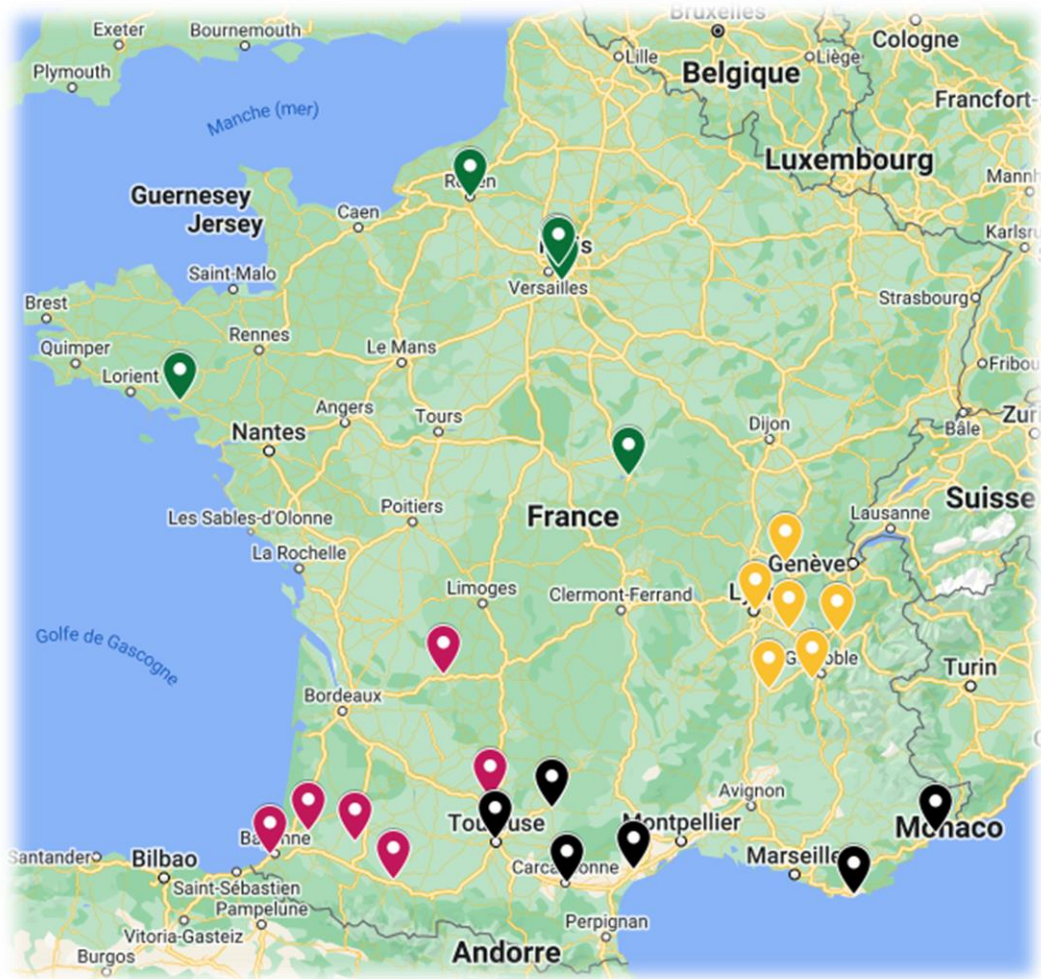 Bruxelles
Exeter
Bournemouth
Cologne
Lille
Liège
Plymouth
Belgique
Francfort-
Manche (mer)
Luxembourg
Mannh
Guernesey
Jersey
Caen
Karlsru
Saint-Malo
Versailles
Strasbourg
Brest
Rennes
Quimper
Le Mans
Fribou
Lorient
Angers
Tours
Dijon
Zuri
Bâle
Nantes
Suisse
Poitiers
France
Lausanne
Les Sables-d'Olonne
La Rochelle
Genève
Limoges
Clermont-Ferrand
Golfe de Gascogne
Turin
Bordeaux
Avignon
Montpellier
Monaco
Santander
Bilbao
Marseille
Saint-Sébastien
Pampelune
Perpignan
Vitoria-Gasteiz
Burgos
Andorre